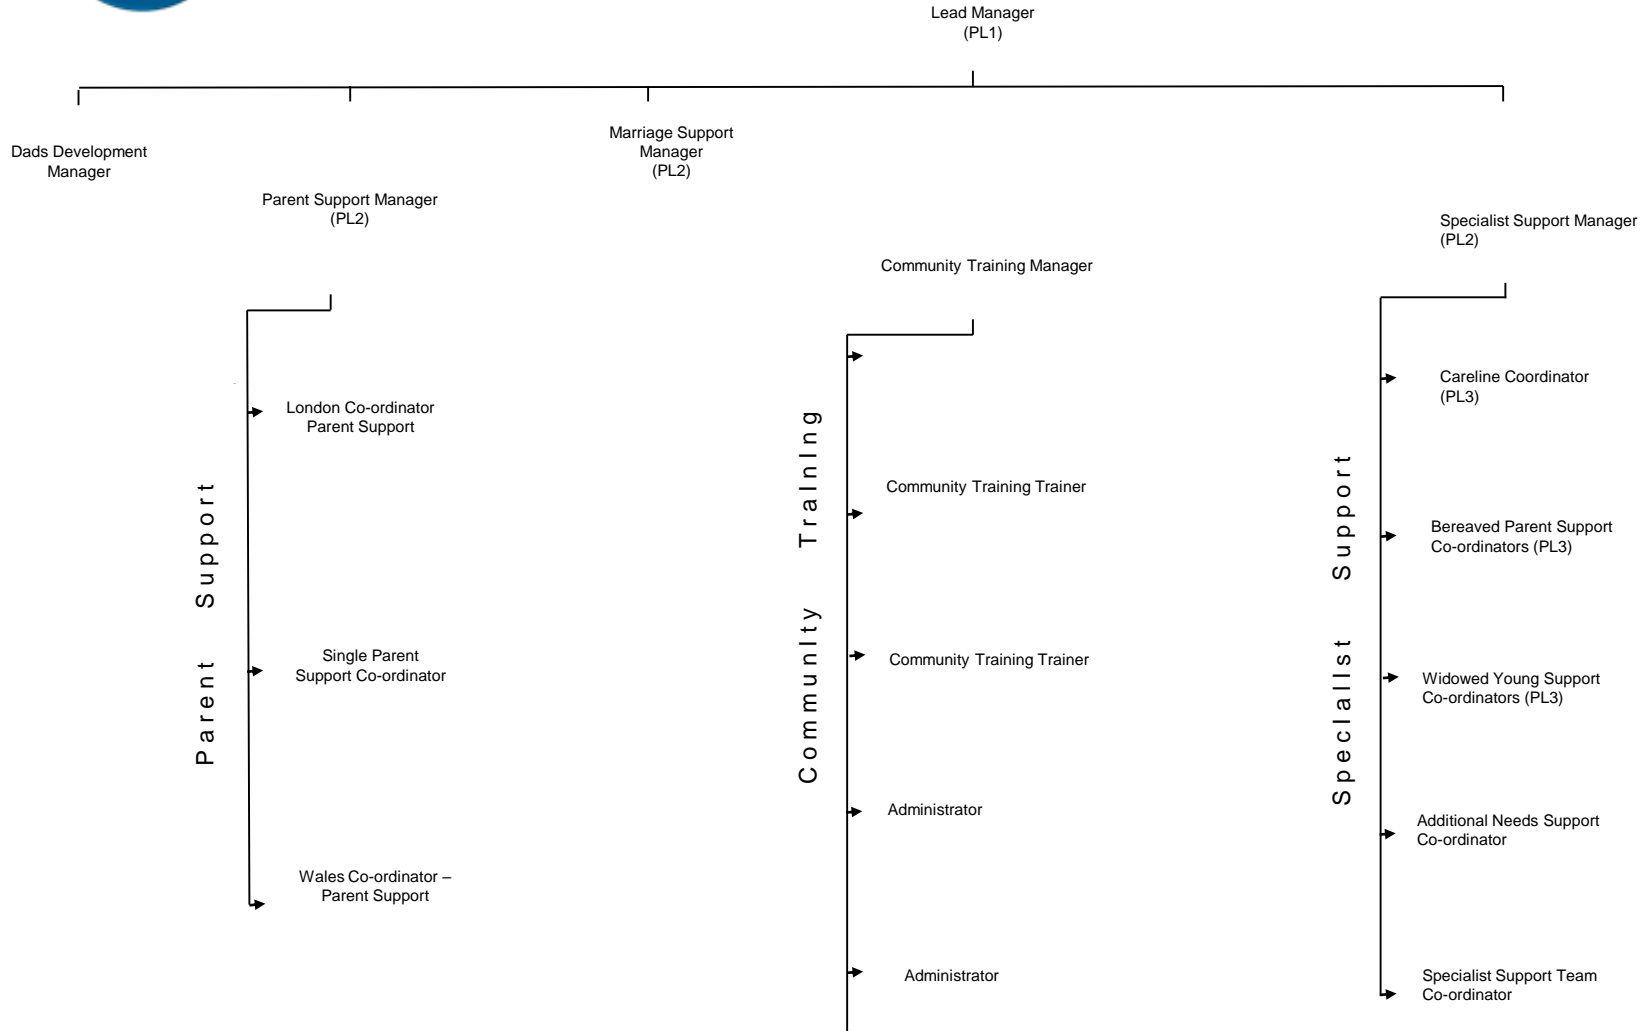 Lead Manager
(PL1)
Dads Development
Manager
Parent Support Manager
(PL2)
Marriage Support
Manager
(PL2)
Community Training Manager
Specialist Support Manager
(PL2)
Parent Support
London Co-ordinator
Parent Support
Single Parent
Support Co-ordinator
Wales Co-ordinator –
Parent Support
Community TraInIng
Community Training Trainer
Community Training Trainer
Administrator
Administrator
SpecIalIst Support
Careline Coordinator
(PL3)
Bereaved Parent Support
Co-ordinators (PL3)
Widowed Young Support
Co-ordinators (PL3)
Additional Needs Support
Co-ordinator
Specialist Support Team
Co-ordinator